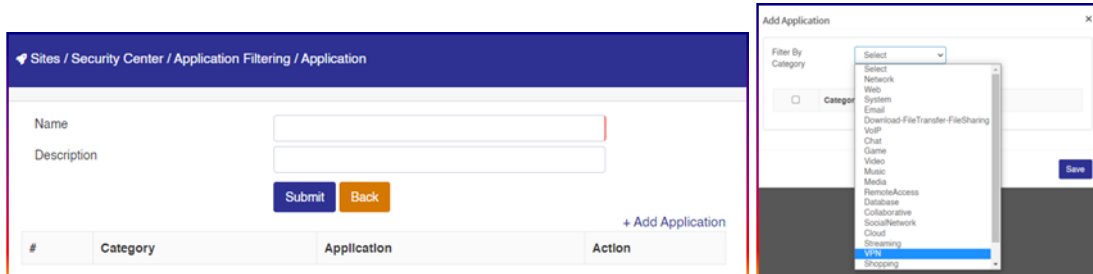 Sites / Security Center / Application Filtering / Application
Name
Description
Submit Back
+ Add Application
# Category Application Action
Add Application ×
Filter By Category Select
Select
Network
Web
System
Email
Download-FileTransfer-FileSharing
VoIP
Chat
Game
Video
Music
Media
RemoteAccess
Database
Collaborative
SocialNetwork
Cloud
Streaming
VPN
Shopping
Categor
Save